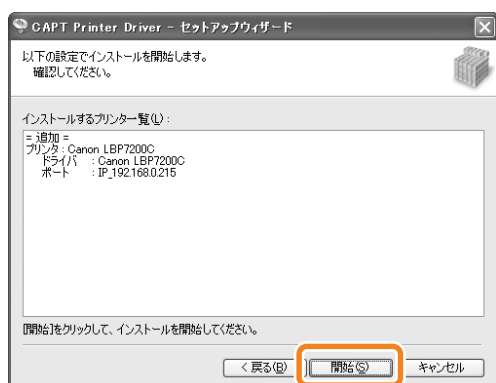 CAPT Printer Driver - セットアップウィザード
以下の設定でインストールを開始します。
確認してください。
インストールするプリンター覧(L):
= 追加 =
プリンタ : Canon LBP7200C
ドライバ : Canon LBP7200C
ポート : IP_192.168.0.215
[開始]をクリックして、インストールを開始してください。
< 戻る(B)
開始(S)
キャンセル